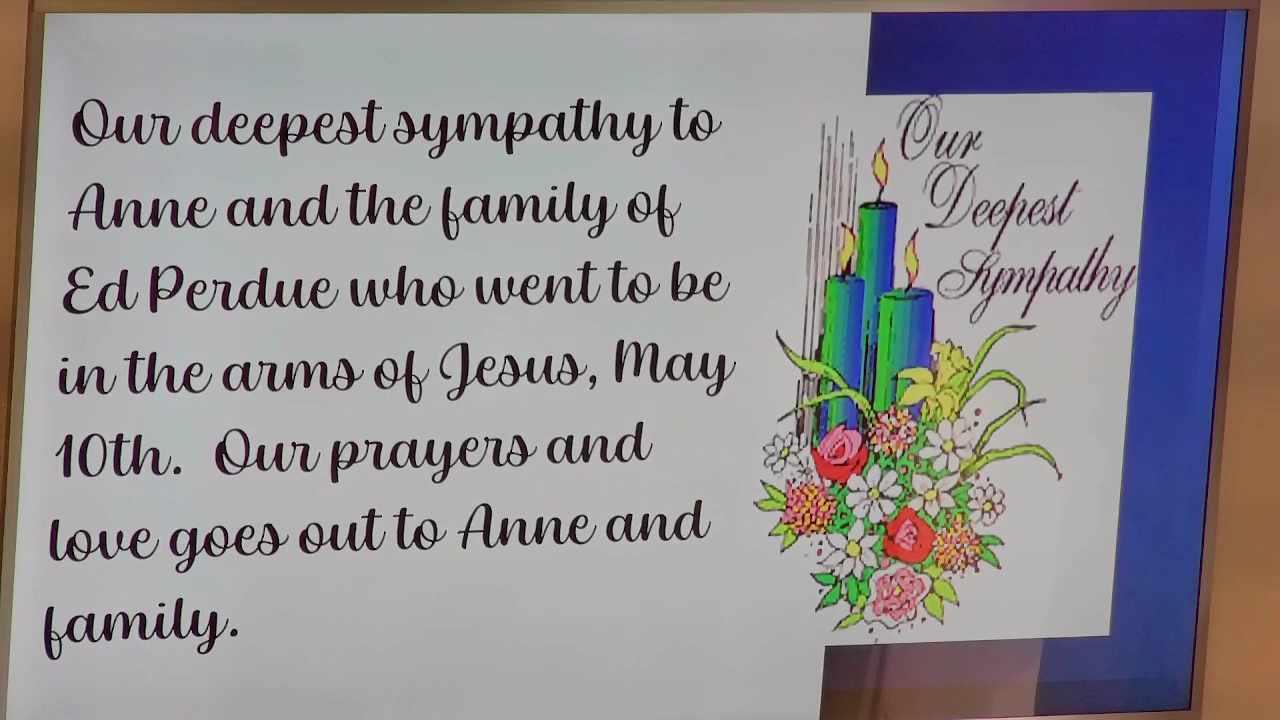 Our deepest sympathy to
Anne and the family of
Ed Perdue who went to be
in the arms of Jesus, May
10th. Our prayers and
love goes out to Anne and
family.
Our
Deepest
Sympathy